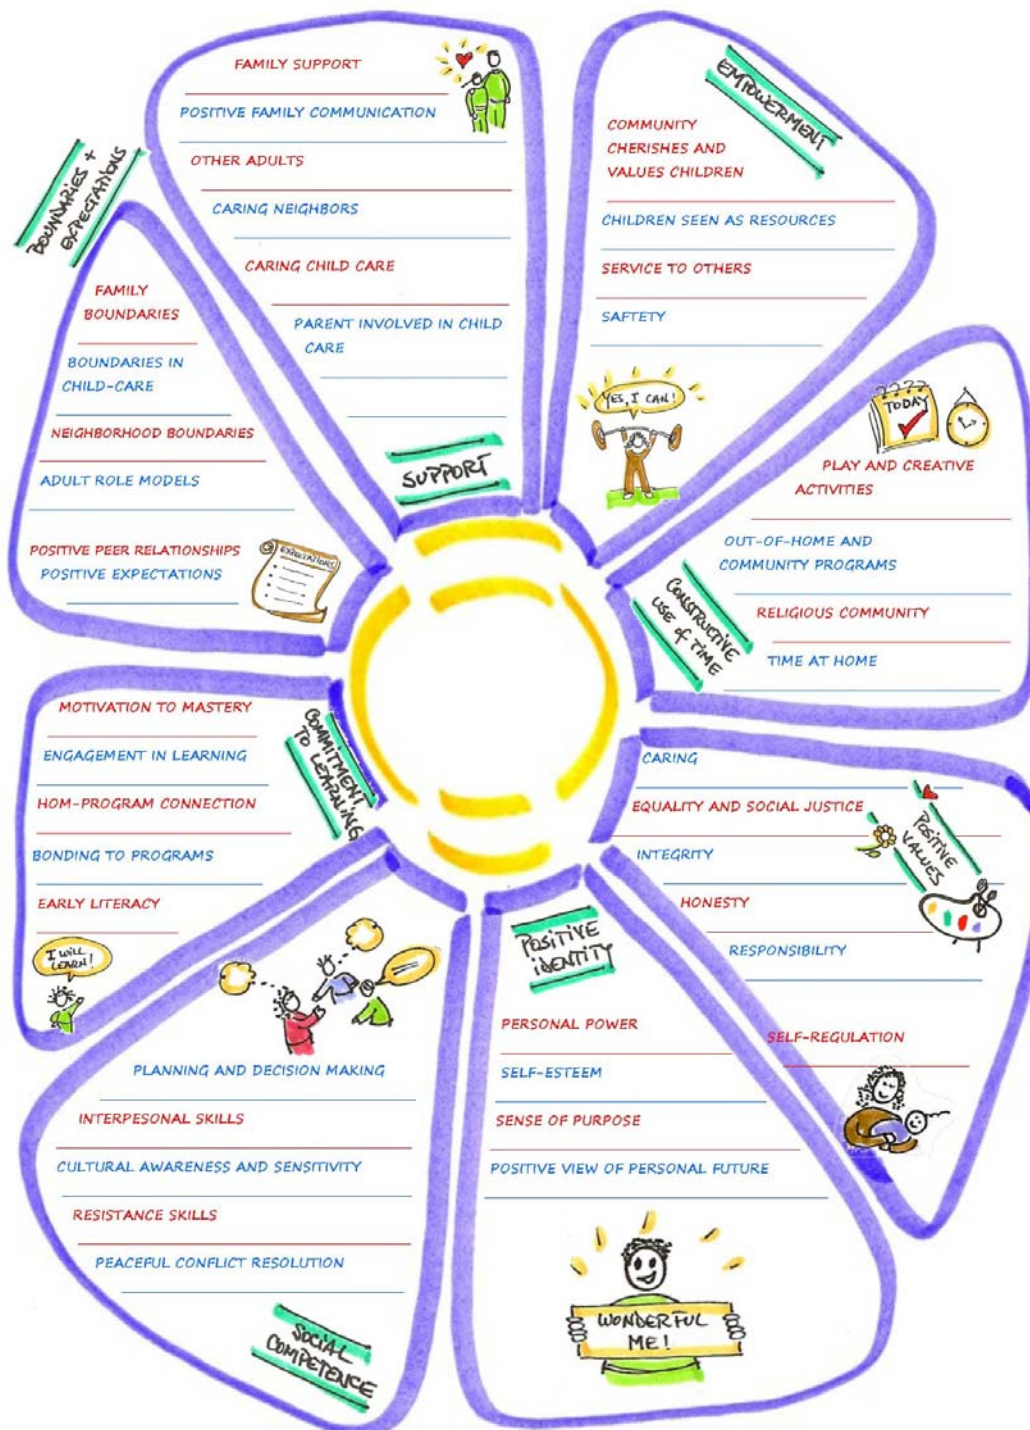 FAMILY SUPPORT
POSITIVE FAMILY COMMUNICATION
OTHER ADULTS
CARING NEIGHBORS
CARING CHILD CARE
PARENT INVOLVED IN CHILD
CARE
SUPPORT
EMPOWERMENT
COMMUNITY
CHERISHES AND
VALUES CHILDREN
CHILDREN SEEN AS RESOURCES
SERVICE TO OTHERS
SAFTETY
YES, I CAN!
TODAY
PLAY AND CREATIVE
ACTIVITIES
OUT-OF-HOME AND
COMMUNITY PROGRAMS
RELIGIOUS COMMUNITY
TIME AT HOME
CONSTRUCTIVE
USE of TIME
CARING
EQUALITY AND SOCIAL JUSTICE
INTEGRITY
HONESTY
RESPONSIBILITY
SELF-REGULATION
POSITIVE
VALUES
POSITIVE
IDENTITY
PERSONAL POWER
SELF-ESTEEM
SENSE OF PURPOSE
POSITIVE VIEW OF PERSONAL FUTURE
WONDERFUL
ME!
PLANNING AND DECISION MAKING
INTERPESONAL SKILLS
CULTURAL AWARENESS AND SENSITIVITY
RESISTANCE SKILLS
PEACEFUL CONFLICT RESOLUTION
SOCIAL
COMPETENCE
COMMITMENT
TO LEARNING
MOTIVATION TO MASTERY
ENGAGEMENT IN LEARNING
HOM-PROGRAM CONNECTION
BONDING TO PROGRAMS
EARLY LITERACY
I WILL
LEARN!
BOUNDARIES +
EXPECTATIONS
FAMILY
BOUNDARIES
BOUNDARIES IN
CHILD-CARE
NEIGHBORHOOD BOUNDARIES
ADULT ROLE MODELS
POSITIVE PEER RELATIONSHIPS
POSITIVE EXPECTATIONS
EXPECTATIONS